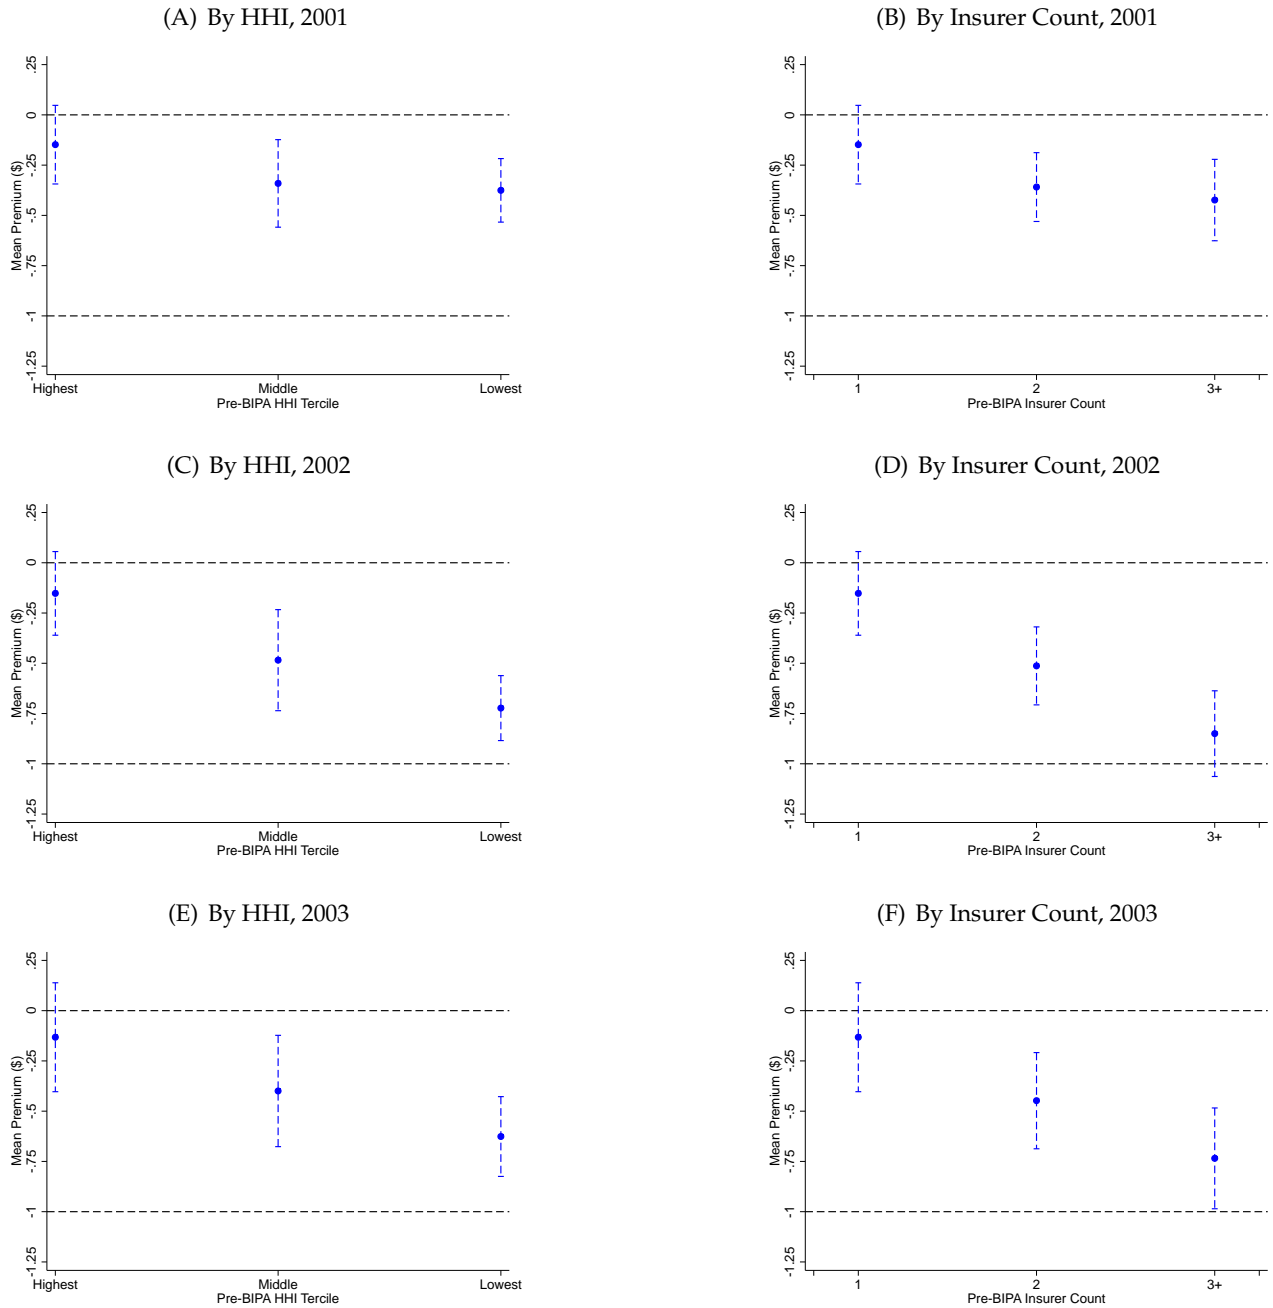 (A) By HHI, 2001
Mean Premium ($)
.25
0
-.25
-.5
-.75
-1
-1.25
Highest Middle Lowest
Pre-BIPA HHI Tercile
(B) By Insurer Count, 2001
Mean Premium ($)
.25
0
-.25
-.5
-.75
-1
-1.25
1 2 3+
Pre-BIPA Insurer Count
(C) By HHI, 2002
Mean Premium ($)
.25
0
-.25
-.5
-.75
-1
-1.25
Highest Middle Lowest
Pre-BIPA HHI Tercile
(D) By Insurer Count, 2002
Mean Premium ($)
.25
0
-.25
-.5
-.75
-1
-1.25
1 2 3+
Pre-BIPA Insurer Count
(E) By HHI, 2003
Mean Premium ($)
.25
0
-.25
-.5
-.75
-1
-1.25
Highest Middle Lowest
Pre-BIPA HHI Tercile
(F) By Insurer Count, 2003
Mean Premium ($)
.25
0
-.25
-.5
-.75
-1
-1.25
1 2 3+
Pre-BIPA Insurer Count